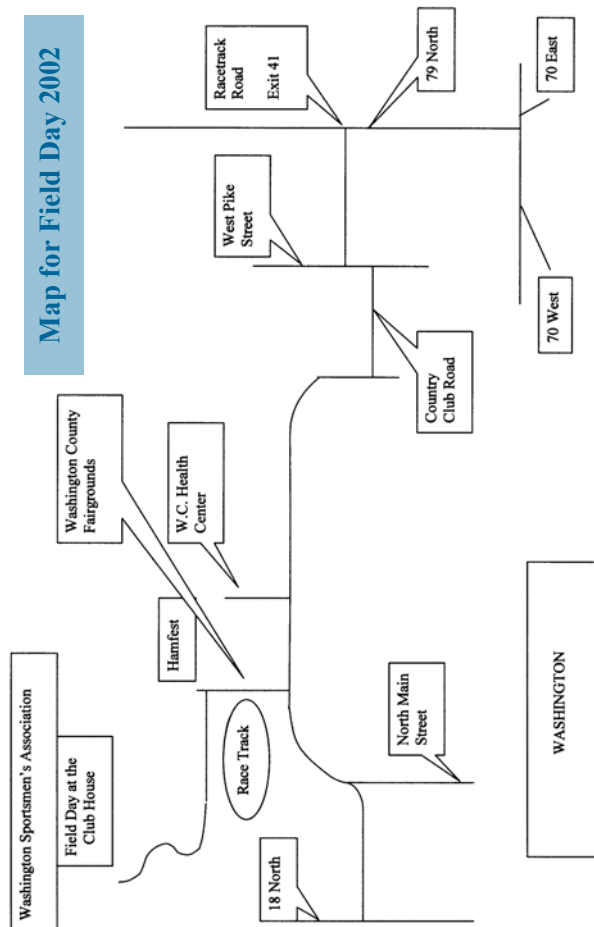 Map for Field Day 2002
Washington Sportsmen's Association
Field Day at the
Club House
Washington County
Fairgrounds
Hamfest
W.C. Health
Center
West Pike
Street
Racetrack
Road
Exit 41
Race Track
18 North
North Main
Street
Country
Club Road
79 North
WASHINGTON
70 West
70 East